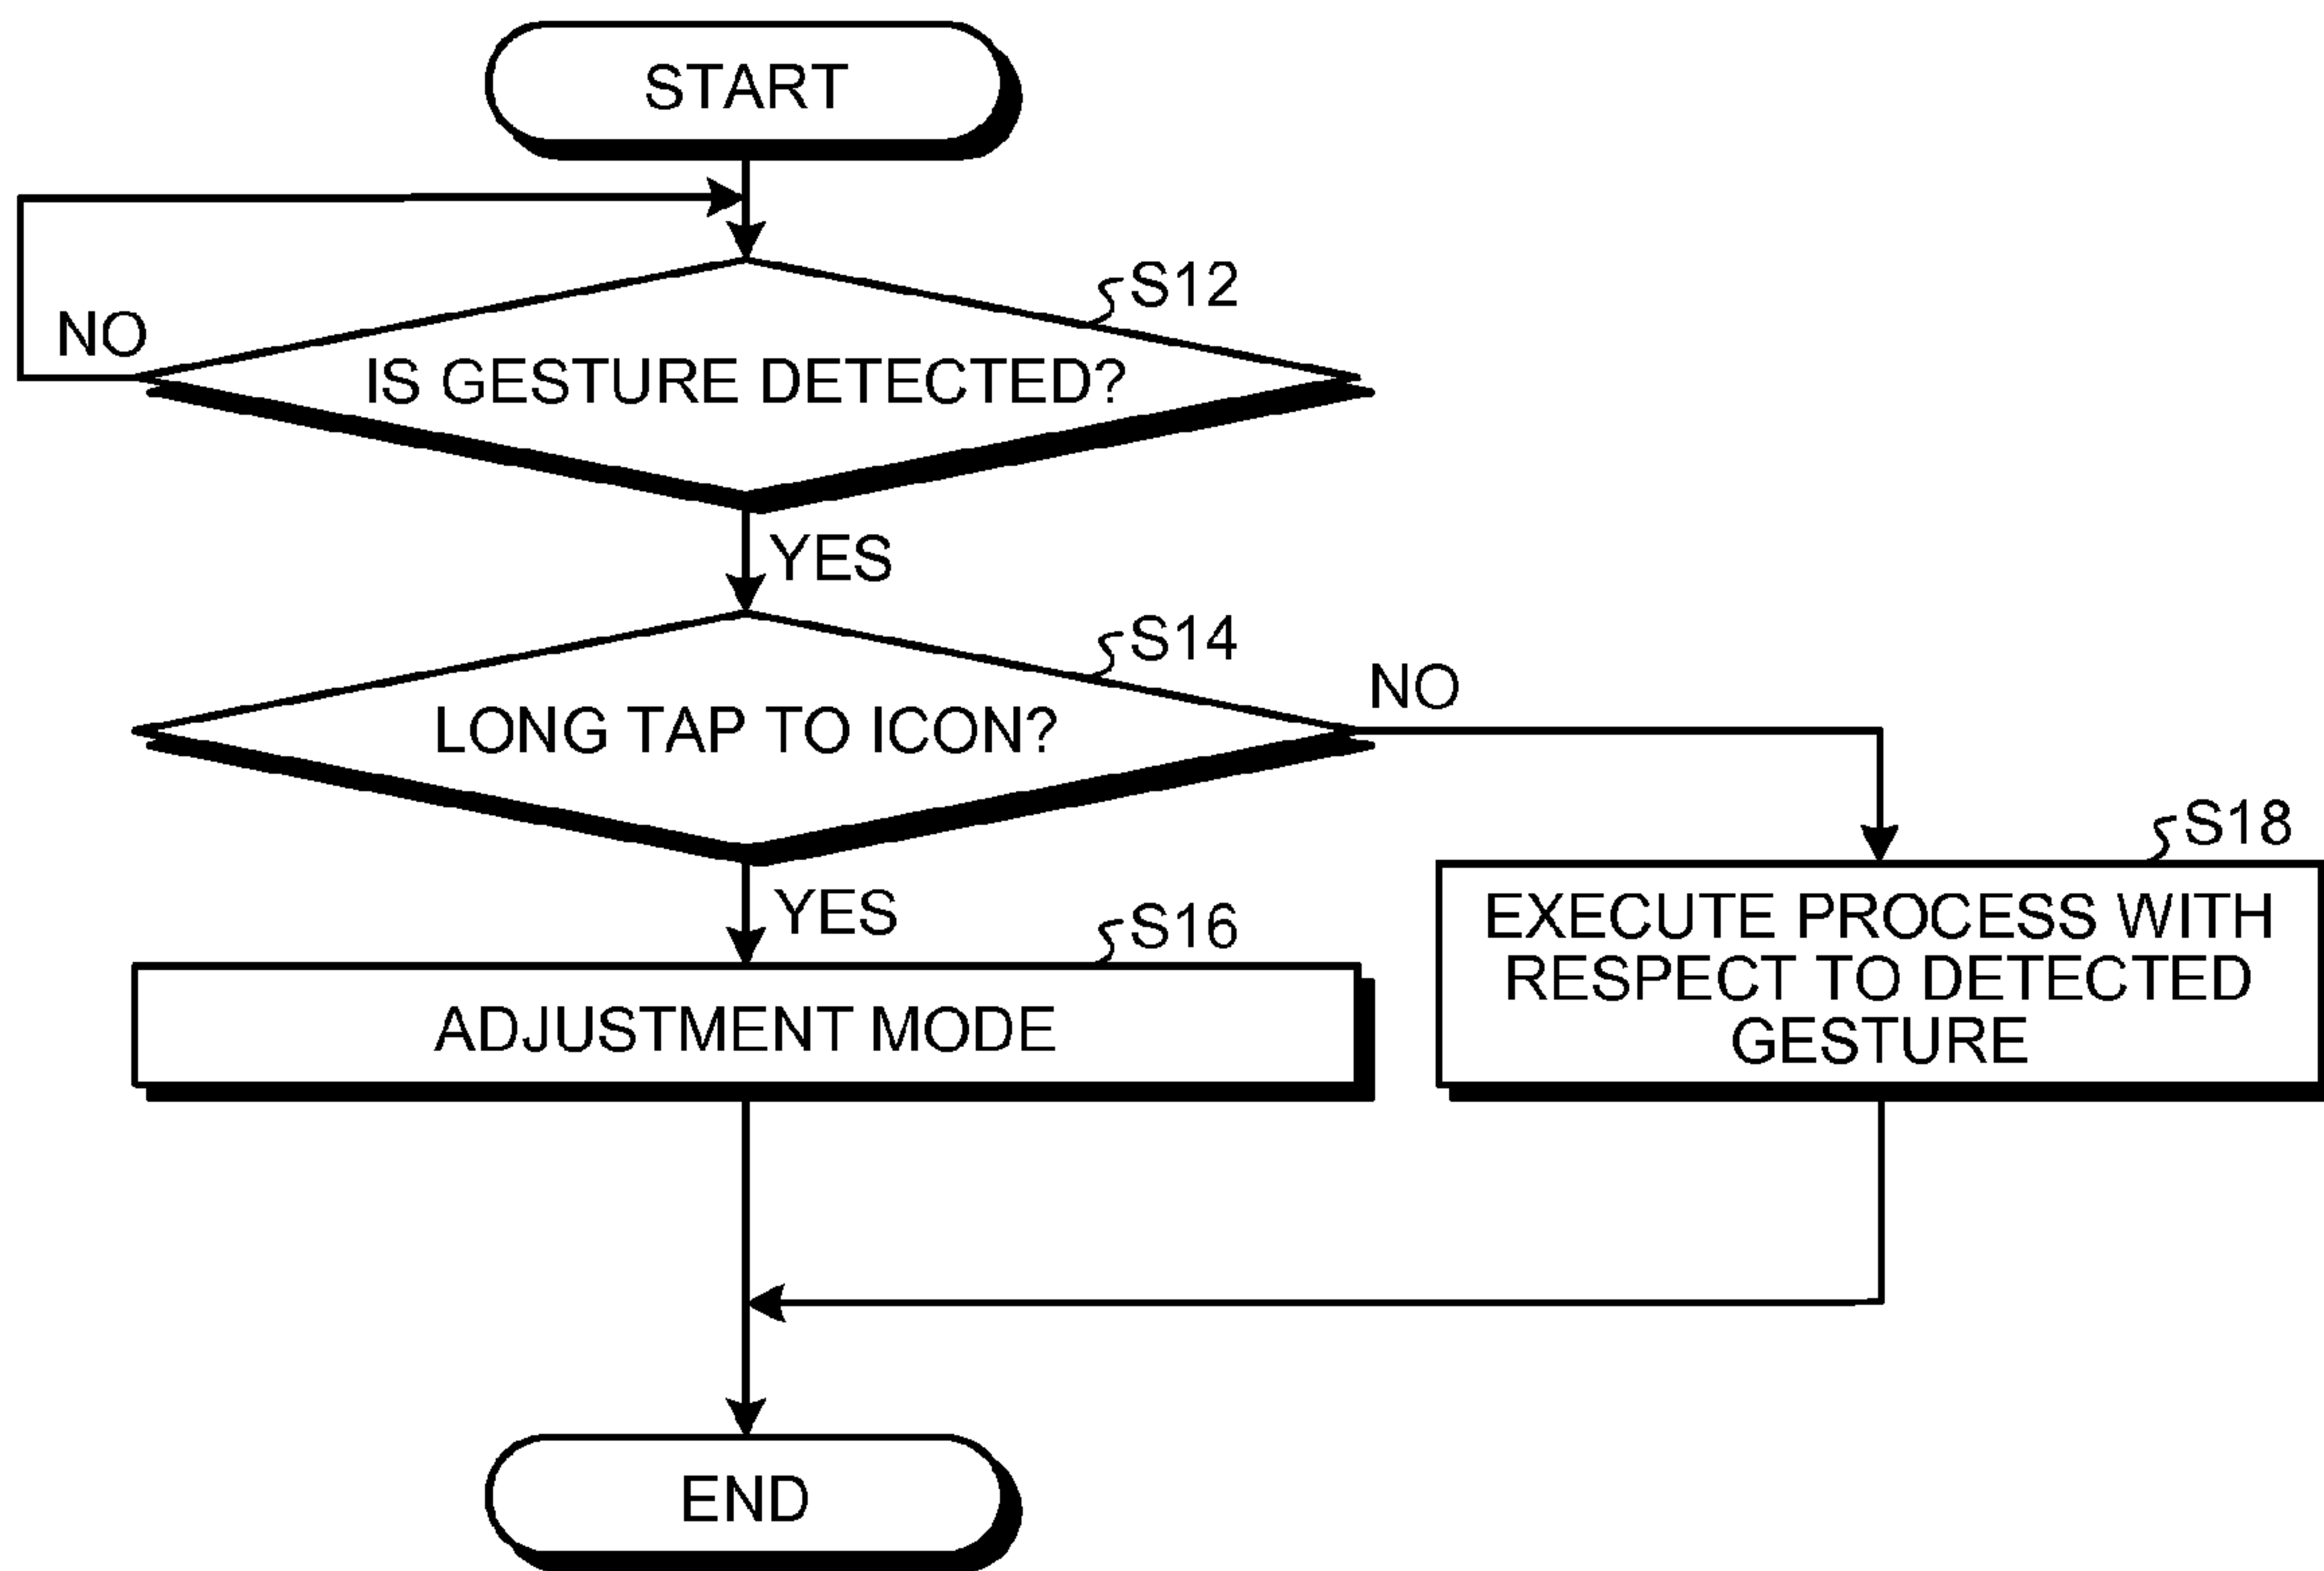 START
S12
NO
IS GESTURE DETECTED?
YES
S14
NO
LONG TAP TO ICON?
S18
YES
S16
EXECUTE PROCESS WITH
RESPECT TO DETECTED
GESTURE
ADJUSTMENT MODE
END